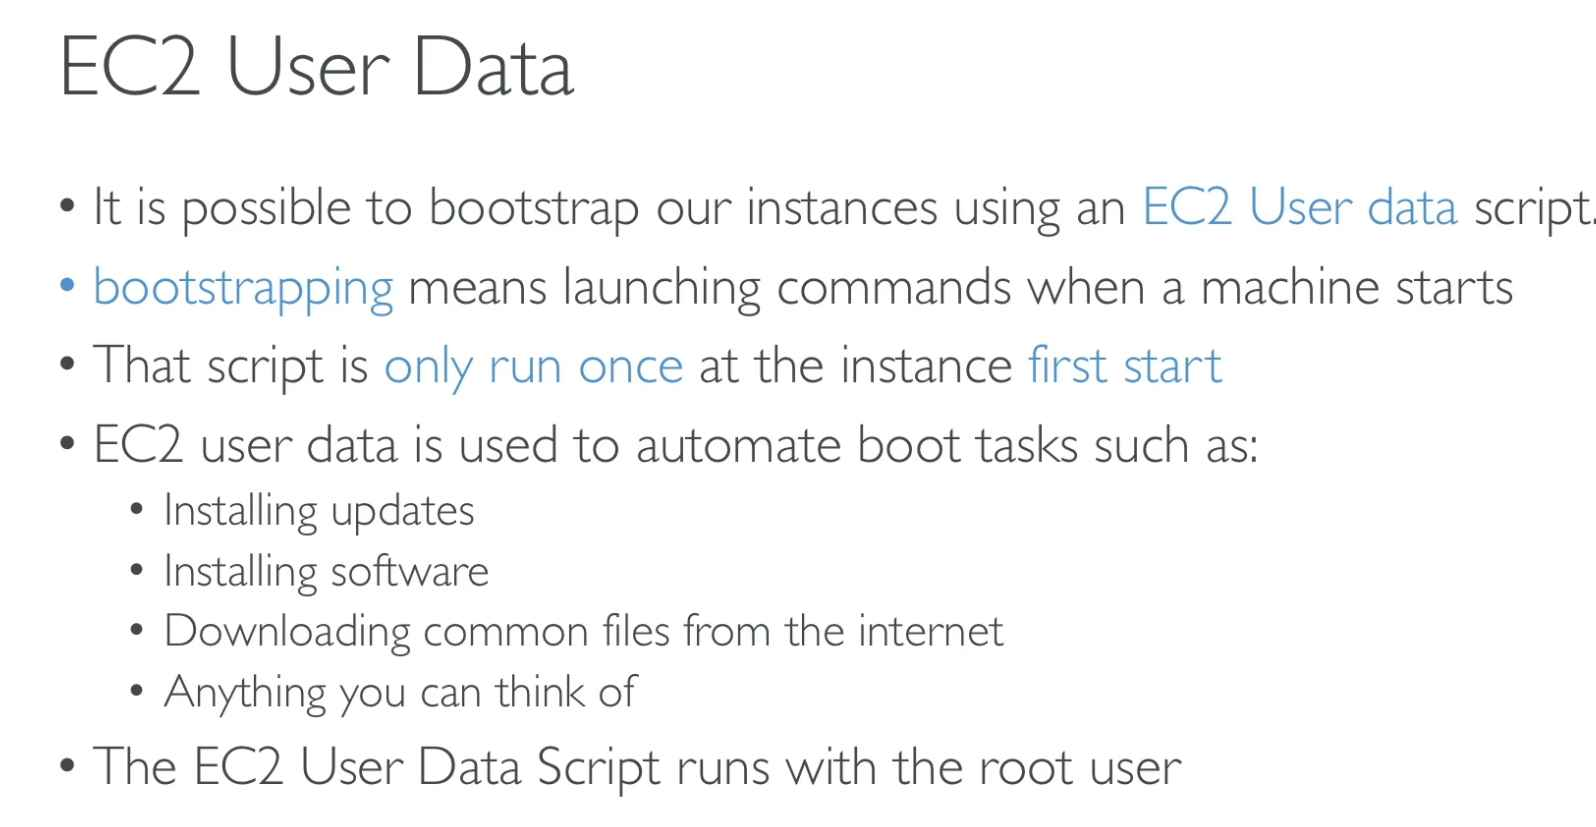 EC2 User Data
• It is possible to bootstrap our instances using an EC2 User data script.
• bootstrapping means launching commands when a machine starts
• That script is only run once at the instance first start
• EC2 user data is used to automate boot tasks such as:
• Installing updates
• Installing software
• Downloading common files from the internet
• Anything you can think of
• The EC2 User Data Script runs with the root user